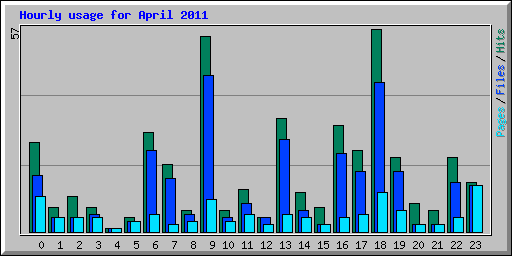 Hourly usage for April 2011
57
Pages/Files/Hits
0 1 2 3 4 5 6 7 8 9 10 11 12 13 14 15 16 17 18 19 20 21 22 23